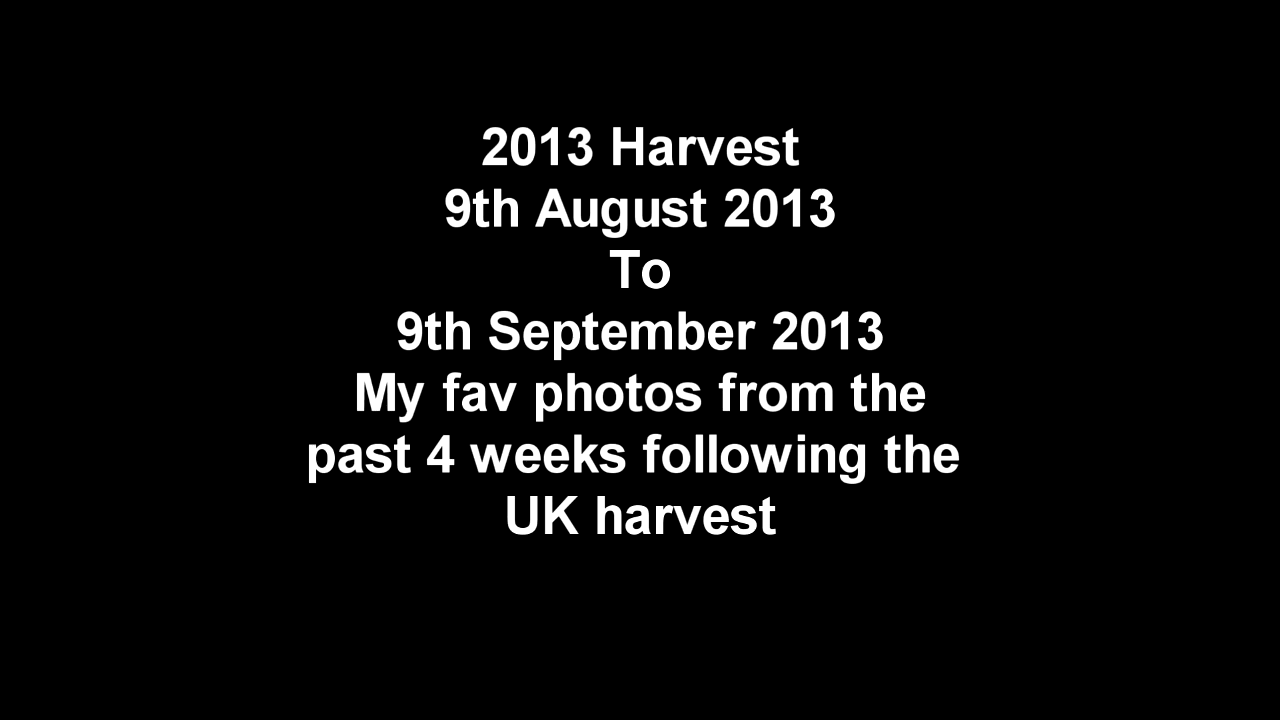 2013 Harvest
9th August 2013
To
9th September 2013
My fav photos from the
past 4 weeks following the
UK harvest